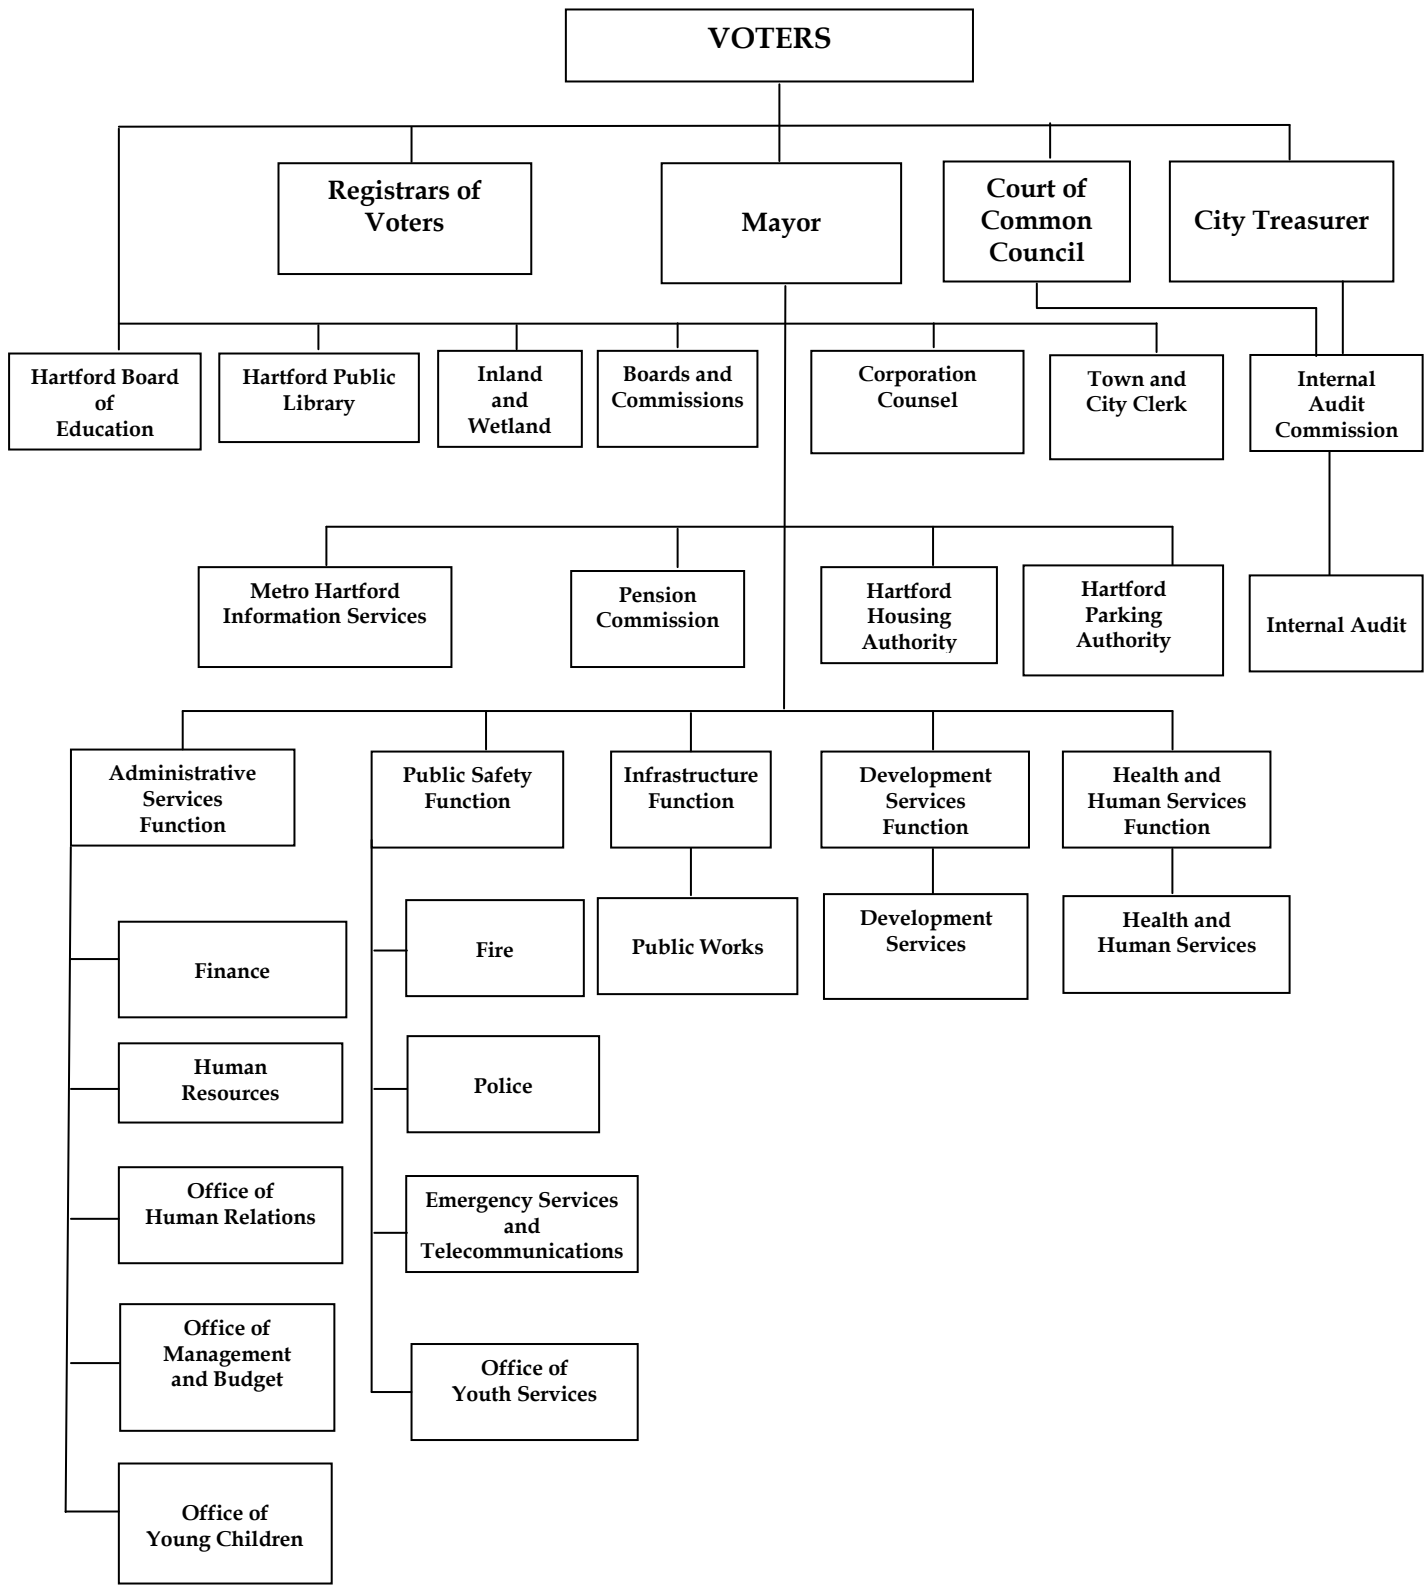 VOTERS
Registrars of
Voters
Mayor
Court of
Common
Council
City Treasurer
Hartford Board
of
Education
Hartford Public
Library
Inland
and
Wetland
Boards and
Commissions
Corporation
Counsel
Town and
City Clerk
Internal
Audit
Commission
Metro Hartford
Information Services
Pension
Commission
Hartford
Housing
Authority
Hartford
Parking
Authority
Internal Audit
Administrative
Services
Function
Public Safety
Function
Infrastructure
Function
Development
Services
Function
Health and
Human Services
Function
Finance
Human
Resources
Office of
Human Relations
Office of
Management
and Budget
Office of
Young Children
Fire
Police
Emergency Services
and
Telecommunications
Office of
Youth Services
Public Works
Development
Services
Health and
Human Services